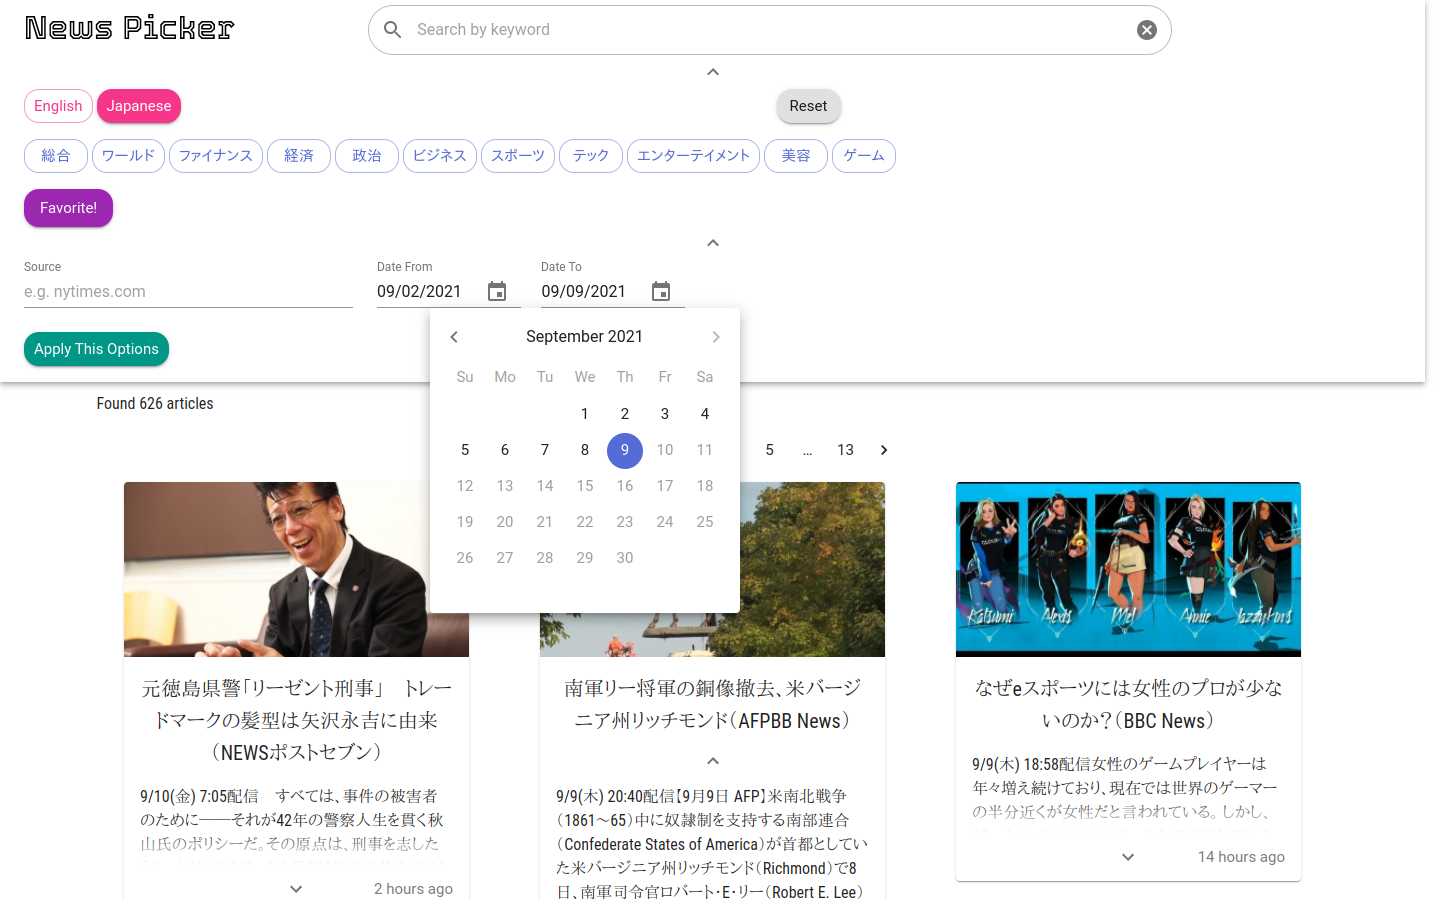 News Picker
Search by keyword
English Japanese Reset
総合 ワールド ファイナンス 経済 政治 ビジネス スポーツ テック エンターテイメント 美容 ゲーム
Favorite!
Source Date From Date To
e.g. nytimes.com 09/02/2021 09/09/2021
Apply This Options
September 2021
Su Mo Tu We Th Fr Sa
1 2 3 4
5 6 7 8 9 10 11
12 13 14 15 16 17 18
19 20 21 22 23 24 25
26 27 28 29 30
Found 626 articles
5 ... 13
元徳島県警「リーゼント刑事」　トレー
ドマークの髪型は矢沢永吉に由来
（NEWSポストセブン）
9/10(金) 7:05配信　すべては、事件の被害者
のために──それが42年の警察人生を貫く秋
山氏のポリシーだ。その原点は、刑事を志した
2 hours ago
南軍リー将軍の銅像撤去、米バージ
ニア州リッチモンド（AFPBB News）
9/9(木) 20:40配信【9月9日 AFP】米南北戦争
（1861～65）中に奴隷制を支持する南部連合
（Confederate States of America）が首都としてい
た米バージニア州リッチモンド（Richmond）で8
日、南軍司令官ロバート・E・リー（Robert E. Lee）
Katsumi Alexis Mel Annie Jazzyk1ns
なぜeスポーツには女性のプロが少な
いのか？（BBC News）
9/9(木) 18:58配信女性のゲームプレイヤーは
年々増え続けており、現在では世界のゲーマー
の半分近くが女性だと言われている。しかし、
14 hours ago